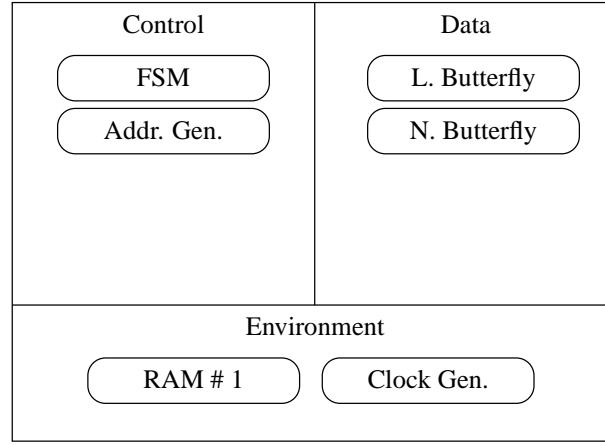 Control
FSM
Addr. Gen.
Data
L. Butterfly
N. Butterfly
Environment
RAM # 1
Clock Gen.